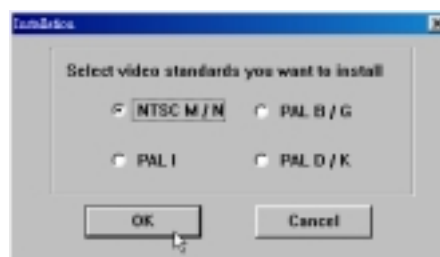 Installation
Select video standards you want to install
NTSC M / N PAL B / G
PAL I PAL D / K
OK Cancel